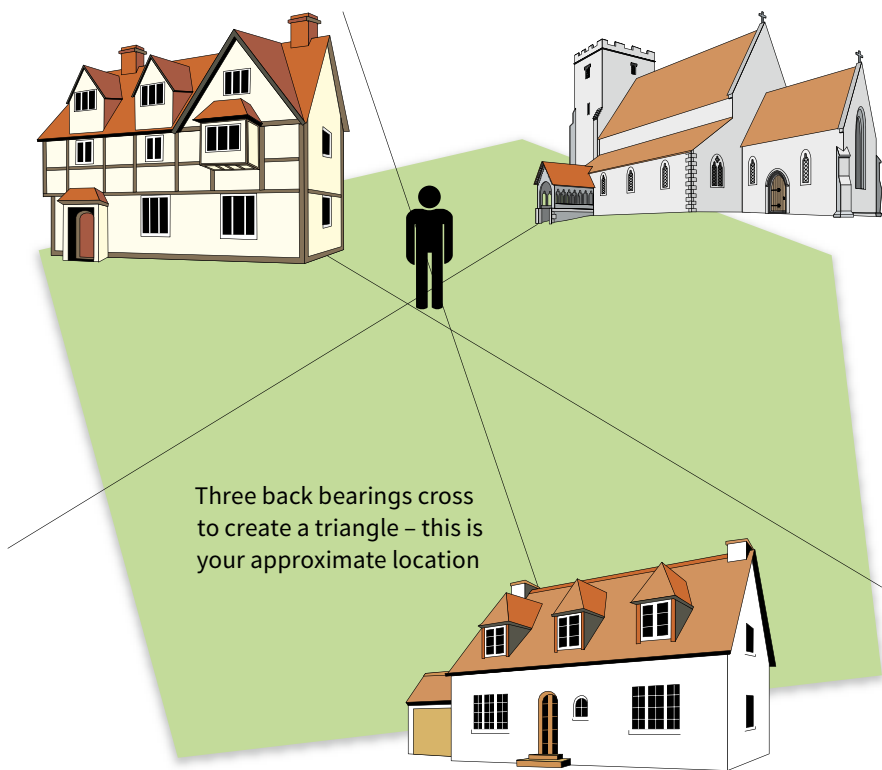 Three back bearings cross
to create a triangle – this is
your approximate location